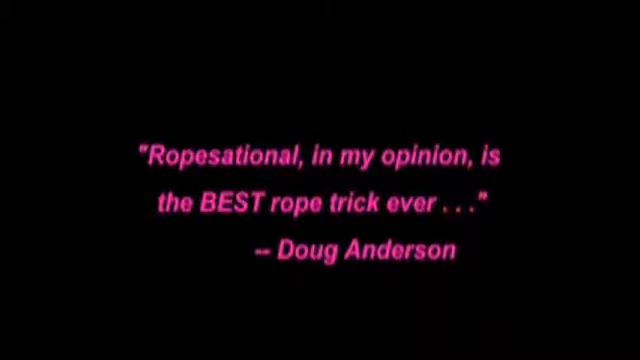 "Ropesational, in my opinion, is
the BEST rope trick ever . . ."
-- Doug Anderson